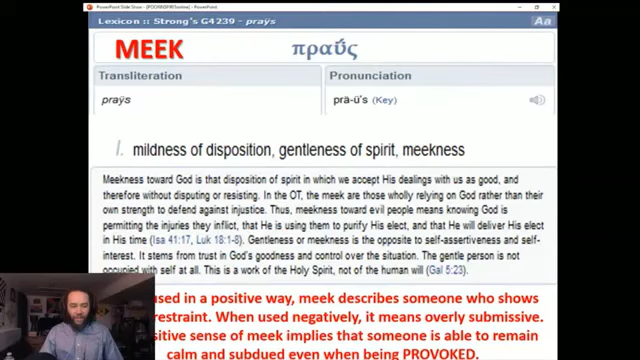 PowerPoint Slide Show - [POORINSPIRITonline] - PowerPoint
Lexicon :: Strong's G4239 - praÿs
Aa
MEEK
πραΰς
Transliteration
Pronunciation
praÿs
prä-ü's (Key)
I. mildness of disposition, gentleness of spirit, meekness
Meekness toward God is that disposition of spirit in which we accept His dealings with us as good, and
therefore without disputing or resisting. In the OT, the meek are those wholly relying on God rather than their
own strength to defend against injustice. Thus, meekness toward evil people means knowing God is
permitting the injuries they inflict, that He is using them to purify His elect, and that He will deliver His elect
in His time (Isa 41:17, Luk 18:1-8). Gentleness or meekness is the opposite to self-assertiveness and self-
interest. It stems from trust in God's goodness and control over the situation. The gentle person is not
occupied with self at all. This is a work of the Holy Spirit, not of the human will (Gal 5:23).
used in a positive way, meek describes someone who shows
restraint. When used negatively, it means overly submissive.
sitive sense of meek implies that someone is able to remain
calm and subdued even when being PROVOKED.